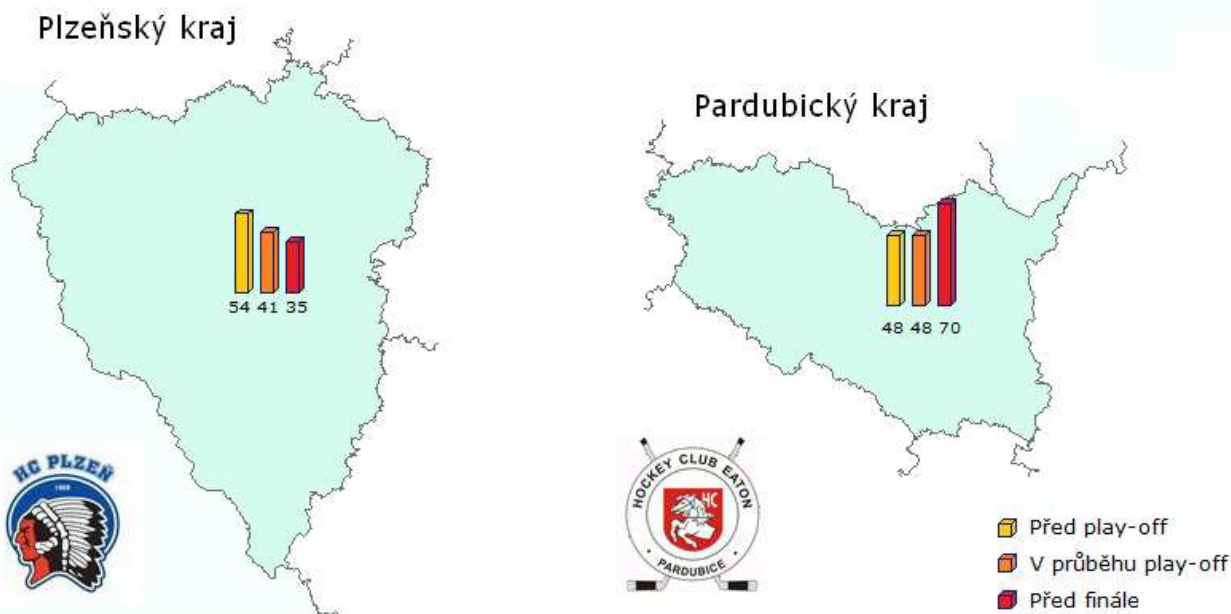 Plzeňský kraj
54 41 35
HC PLZEŇ
Pardubický kraj
48 48 70
HOCKEY CLUB EATON
HC
• PARDUBICE •
Před play-off
V průběhu play-off
Před finále